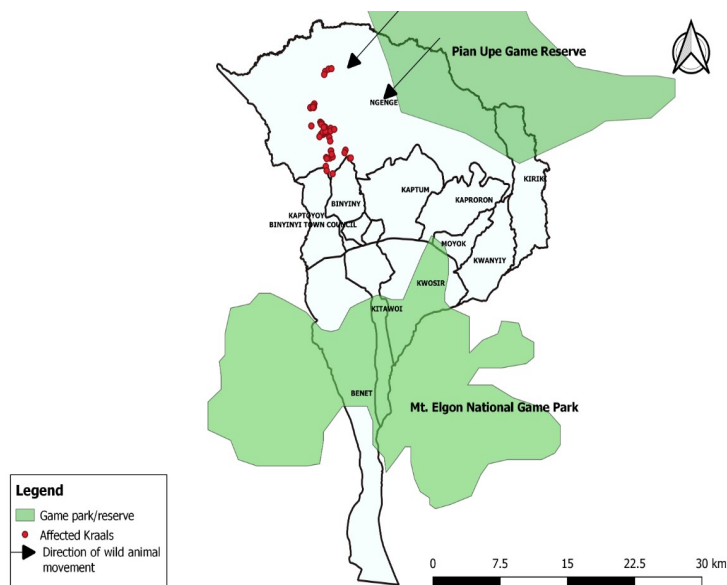 Pian Upe Game Reserve
NGENGE
KIRIKI
KAPTUM
KAPRORON
BINYINY
KAPTOYOY
BINYINYI TOWN COUNCIL
MOYOK
KWANYIY
KWOSIR
KITAWOI
BENET
Mt. Elgon National Game Park
Legend
Game park/reserve
Affected Kraals
Direction of wild animal
movement
0 7.5 15 22.5 30 km